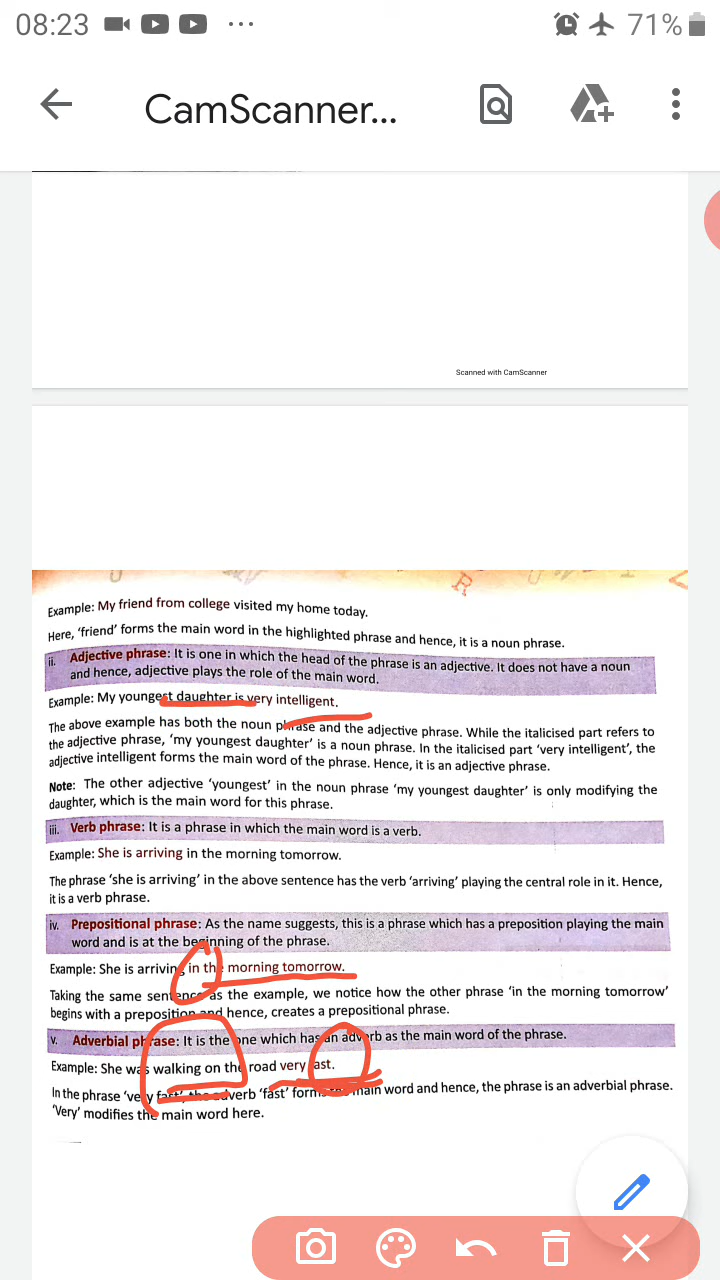 08:23 71%
CamScanner...
Scanned with CamScanner
Example: My friend from college visited my home today.
Here, 'friend' forms the main word in the highlighted phrase and hence, it is a noun phrase.
ii. Adjective phrase: It is one in which the head of the phrase is an adjective. It does not have a noun
and hence, adjective plays the role of the main word.
Example: My youngest daughter is very intelligent.
The above example has both the noun phrase and the adjective phrase. While the italicised part refers to
the adjective phrase, 'my youngest daughter' is a noun phrase. In the italicised part 'very intelligent', the
adjective intelligent forms the main word of the phrase. Hence, it is an adjective phrase.
Note: The other adjective 'youngest' in the noun phrase 'my youngest daughter' is only modifying the
daughter, which is the main word for this phrase.
iii. Verb phrase: It is a phrase in which the main word is a verb.
Example: She is arriving in the morning tomorrow.
The phrase 'she is arriving' in the above sentence has the verb 'arriving' playing the central role in it. Hence,
it is a verb phrase.
iv. Prepositional phrase: As the name suggests, this is a phrase which has a preposition playing the main
word and is at the beginning of the phrase.
Example: She is arriving in the morning tomorrow.
Taking the same sentence as the example, we notice how the other phrase 'in the morning tomorrow'
begins with a preposition and hence, creates a prepositional phrase.
v. Adverbial phrase: It is the one which has an adverb as the main word of the phrase.
Example: She was walking on the road very fast.
In the phrase 'very fast', the adverb 'fast' forms the main word and hence, the phrase is an adverbial phrase.
'Very' modifies the main word here.